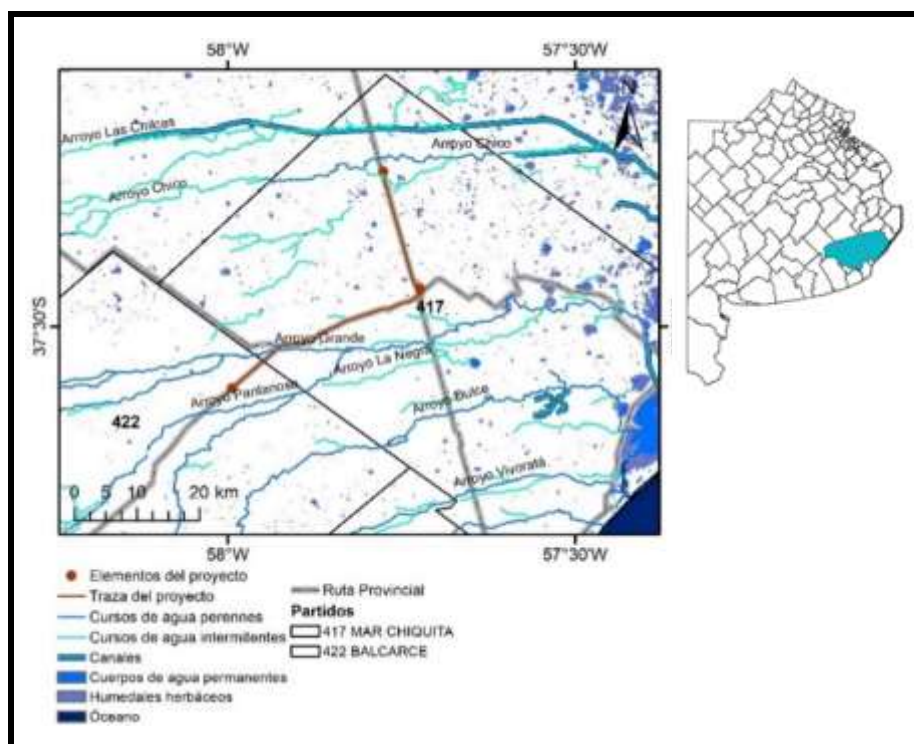 58°W
57°30'W
N
Arroyo Las Chilcas
Arroyo Chico
Arroyo Chico
37°30'S
417
Arroyo Grande
Arroyo La Negra
Arroyo Pantanoso
Arroyo Dulce
422
Arroyo Vivoratá
0 5 10 20 km
58°W
57°30'W
Elementos del proyecto
Traza del proyecto
Cursos de agua perennes
Cursos de agua intermitentes
Canales
Cuerpos de agua permanentes
Humedales herbáceos
Óceano
Ruta Provincial
Partidos
417 MAR CHIQUITA
422 BALCARCE